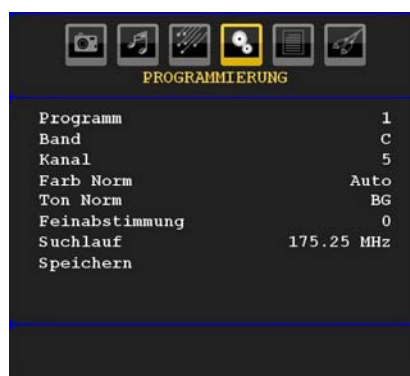 PROGRAMMIERUNG
Programm 1
Band C
Kanal 5
Farb Norm Auto
Ton Norm BG
Feinabstimmung 0
Suchlauf 175.25 MHz
Speichern